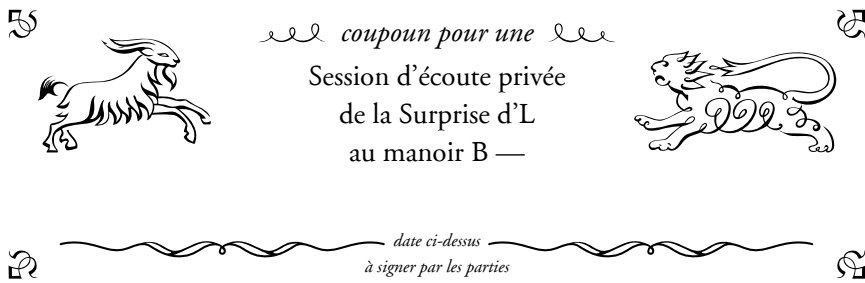 coupoun pour une
Session d’écoute privée
de la Surprise d’L
au manoir B —
date ci-dessus
à signer par les parties